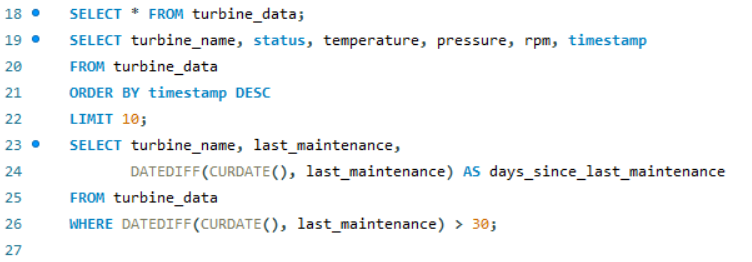 18 SELECT * FROM turbine_data;
19 SELECT turbine_name, status, temperature, pressure, rpm, timestamp
20 FROM turbine_data
21 ORDER BY timestamp DESC
22 LIMIT 10;
23 SELECT turbine_name, last_maintenance,
24 DATEDIFF(CURDATE(), last_maintenance) AS days_since_last_maintenance
25 FROM turbine_data
26 WHERE DATEDIFF(CURDATE(), last_maintenance) > 30;
27